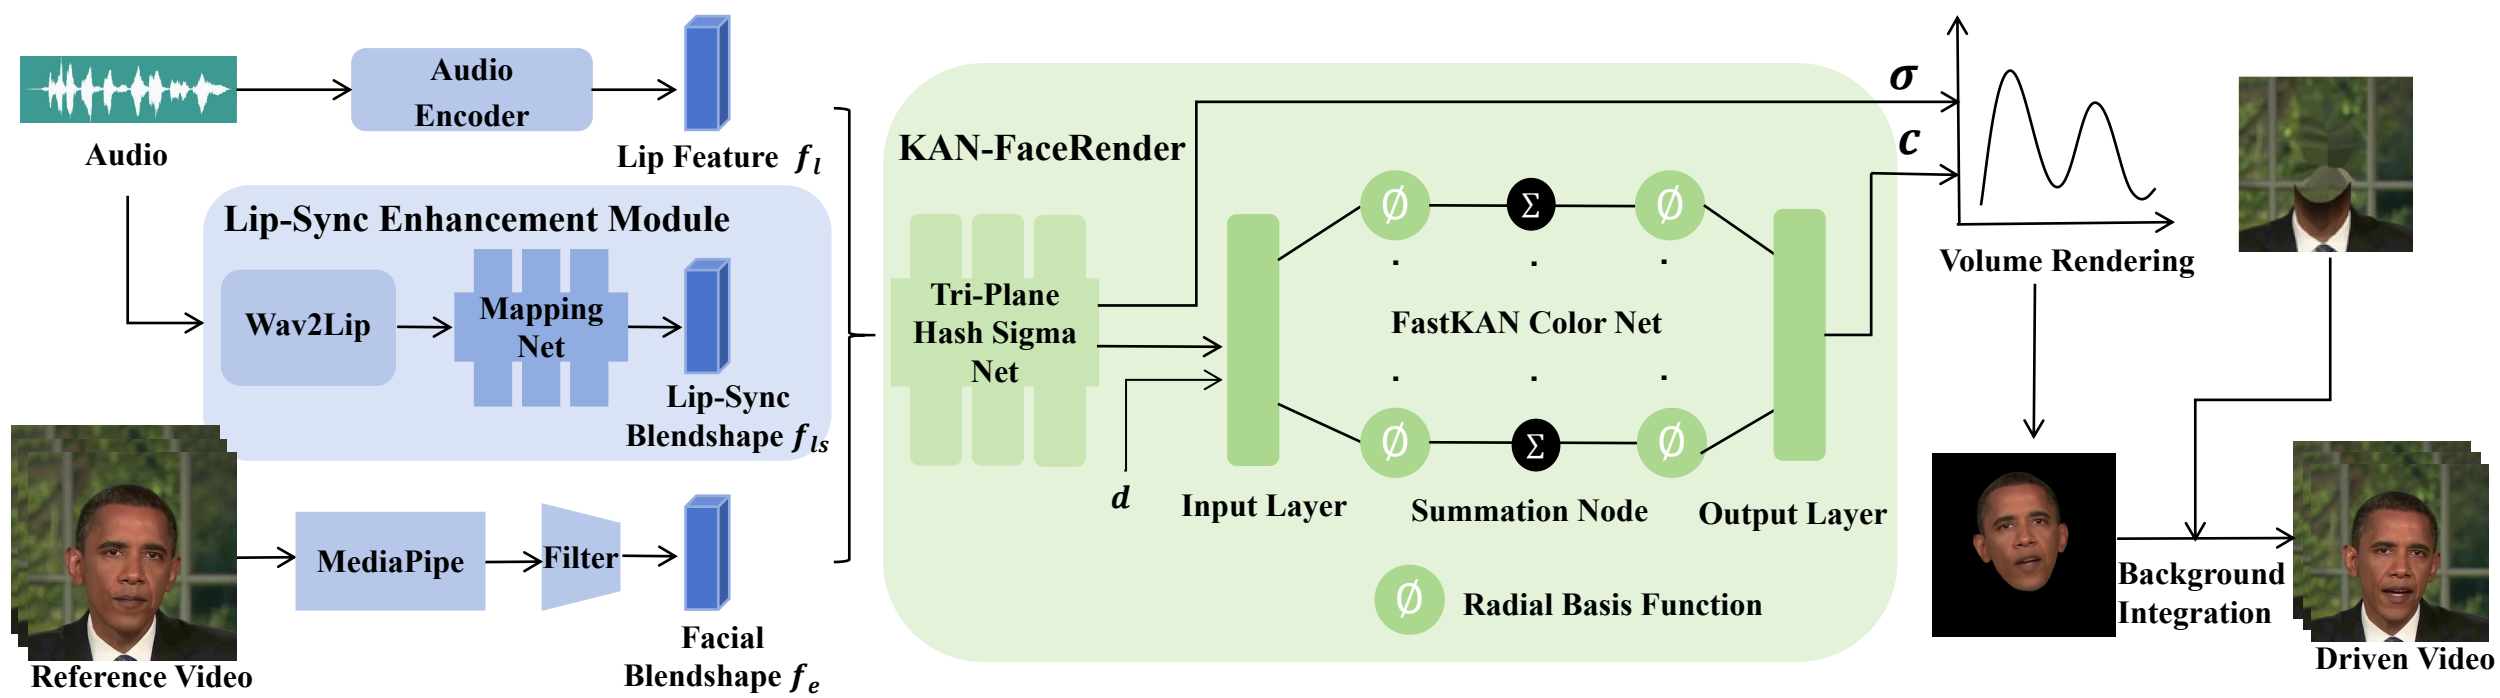 Audio
Audio
Encoder
Lip Feature f_l
Lip-Sync Enhancement Module
Wav2Lip
Mapping
Net
Lip-Sync
Blendshape f_ls
Reference Video
MediaPipe
Filter
Facial
Blendshape f_e
KAN-FaceRender
Tri-Plane
Hash Sigma
Net
d
Input Layer
∅
Σ
∅
FastKAN Color Net
∅
Σ
∅
Summation Node
Output Layer
∅ Radial Basis Function
σ
c
Volume Rendering
Background
Integration
Driven Video